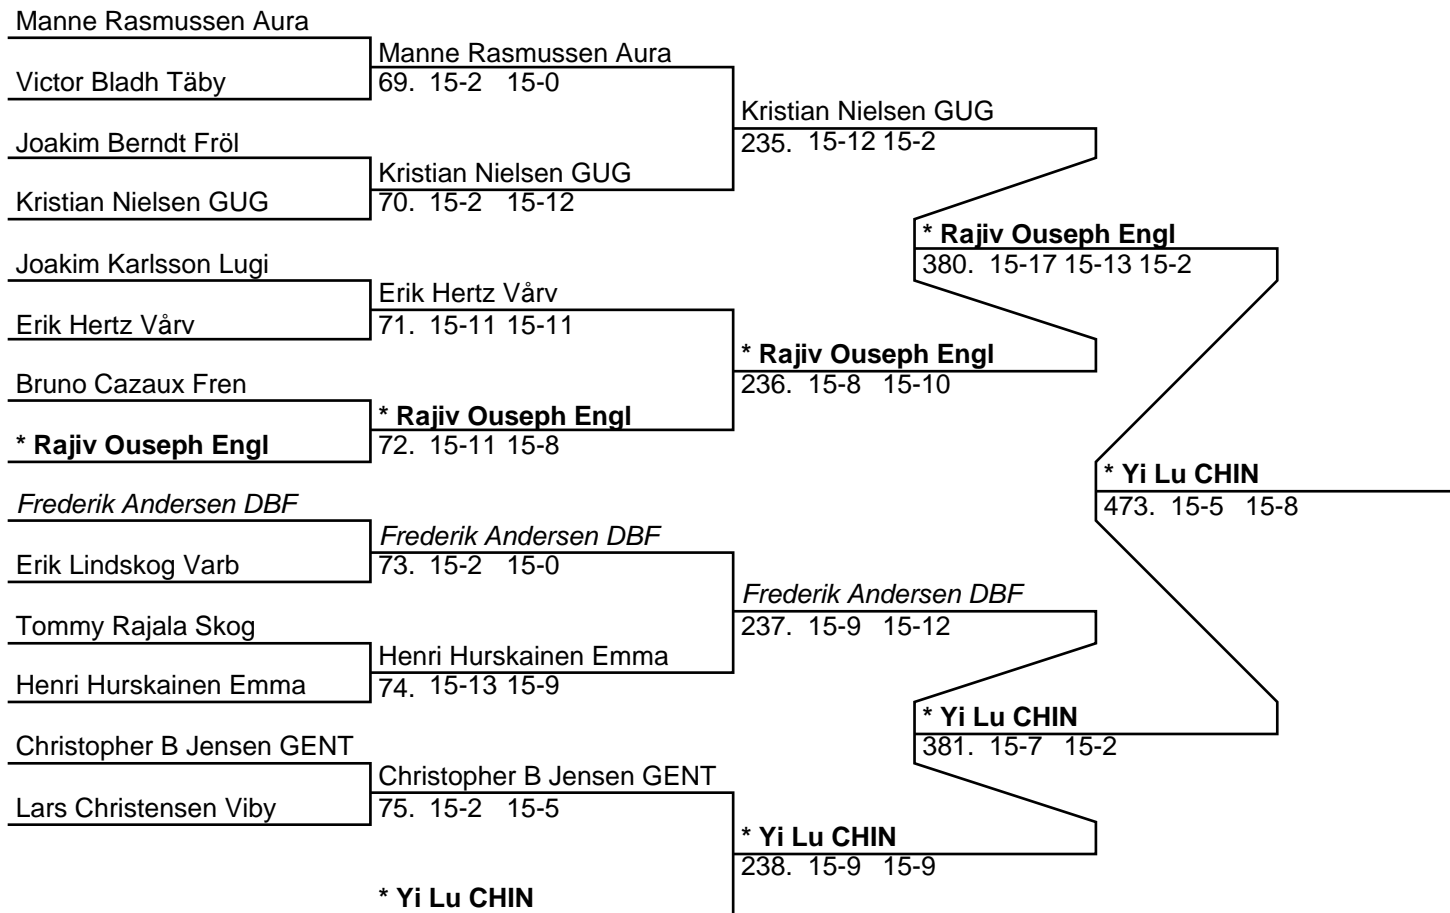 Manne Rasmussen Aura
Victor Bladh Täby
Joakim Berndt Fröl
Kristian Nielsen GUG
Joakim Karlsson Lugi
Erik Hertz Vårv
Bruno Cazaux Fren
* Rajiv Ouseph Engl
Frederik Andersen DBF
Erik Lindskog Varb
Tommy Rajala Skog
Henri Hurskainen Emma
Christopher B Jensen GENT
Lars Christensen Viby
Manne Rasmussen Aura
69. 15-2 15-0
Kristian Nielsen GUG
70. 15-2 15-12
Erik Hertz Vårv
71. 15-11 15-11
* Rajiv Ouseph Engl
72. 15-11 15-8
Frederik Andersen DBF
73. 15-2 15-0
Henri Hurskainen Emma
74. 15-13 15-9
Christopher B Jensen GENT
75. 15-2 15-5
* Yi Lu CHIN
Kristian Nielsen GUG
235. 15-12 15-2
* Rajiv Ouseph Engl
236. 15-8 15-10
Frederik Andersen DBF
237. 15-9 15-12
* Yi Lu CHIN
238. 15-9 15-9
* Rajiv Ouseph Engl
380. 15-17 15-13 15-2
* Yi Lu CHIN
381. 15-7 15-2
* Yi Lu CHIN
473. 15-5 15-8